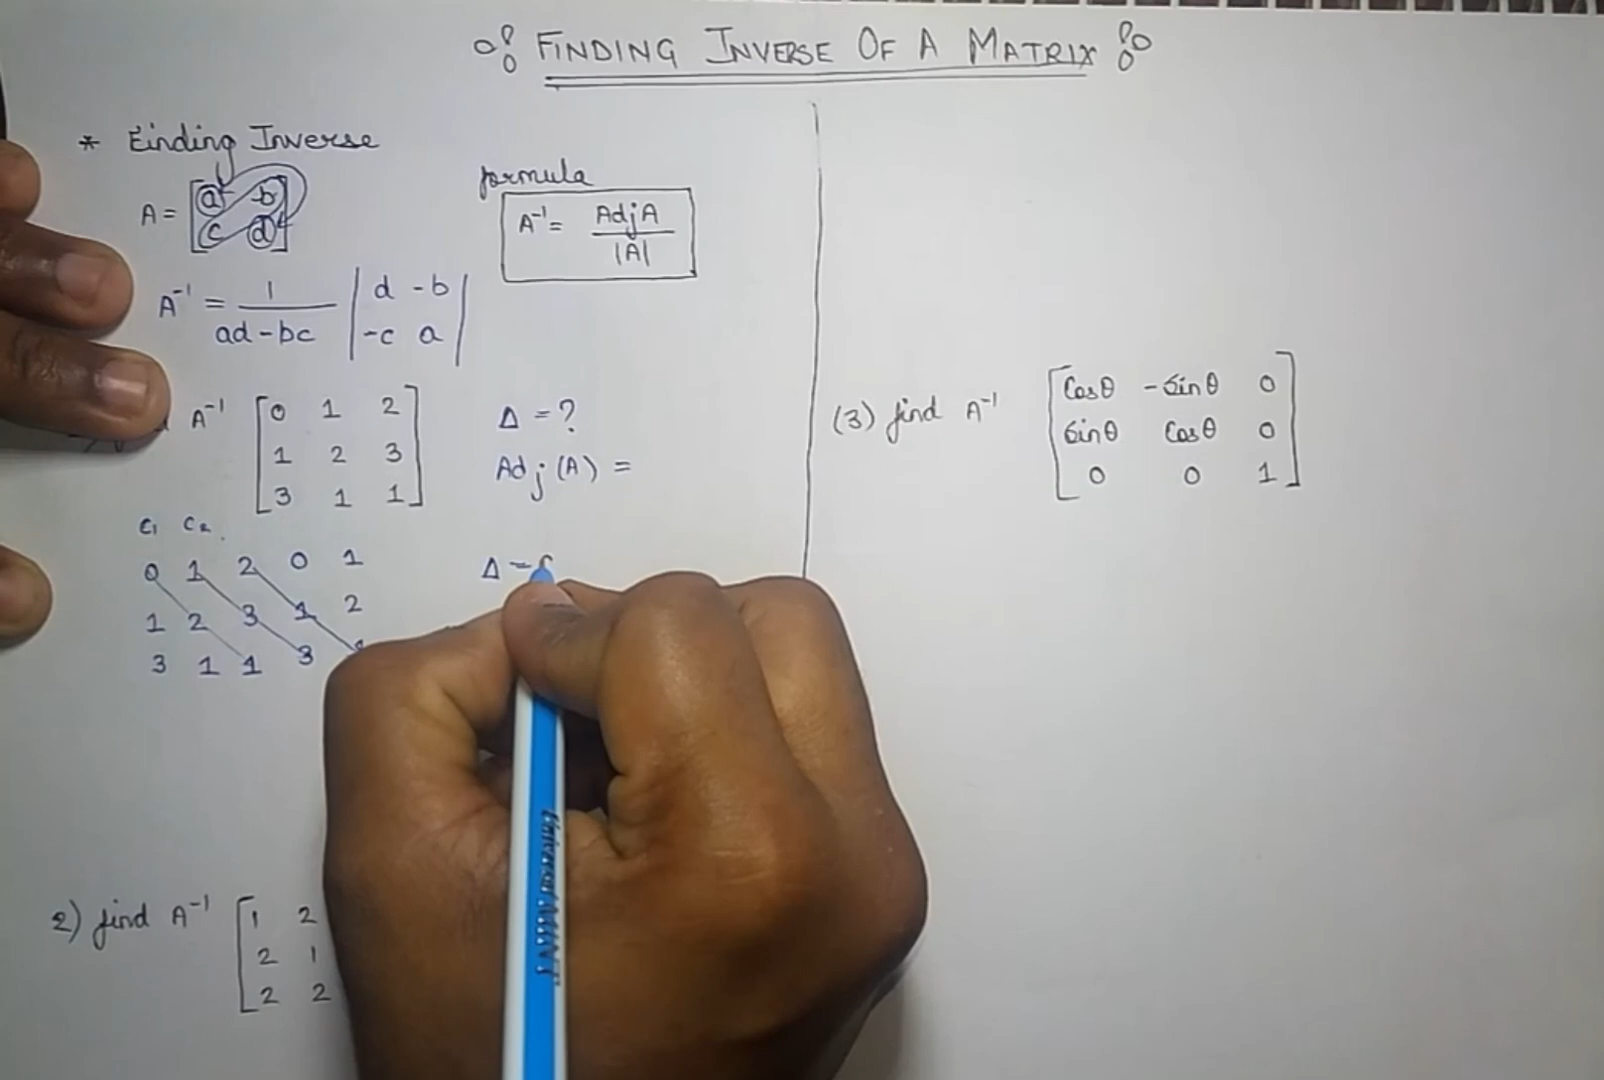 FINDING INVERSE OF A MATRIX
* Finding Inverse
A = [a b
c d]
formula
A⁻¹ = AdjA
|A|
A⁻¹ = 1 | d -b |
ad-bc | -c a |
A⁻¹ [0 1 2
1 2 3
3 1 1]
Δ = ?
Adj(A) =
C₁ C₂
0 1 2 0 1
1 2 3 1 2
3 1 1 3
Δ =
2) find A⁻¹ [1 2
2 1
2 2
(3) find A⁻¹ [Cosθ -Sinθ 0
Sinθ Cosθ 0
0 0 1]